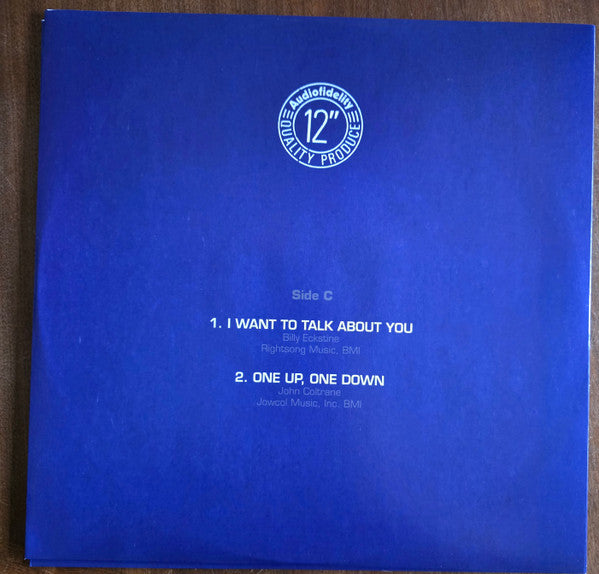 Audiofidelity
12"
QUALITY PRODUCE
Side C
1. I WANT TO TALK ABOUT YOU
Billy Eckstine
Rightsong Music, BMI
2. ONE UP, ONE DOWN
John Coltrane
Jowcol Music, Inc. BMI